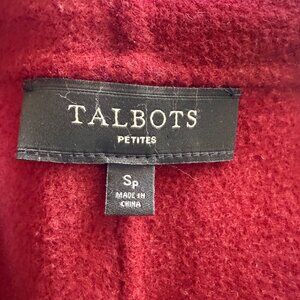 TALBOTS
PETITES
Sp
MADE IN
CHINA